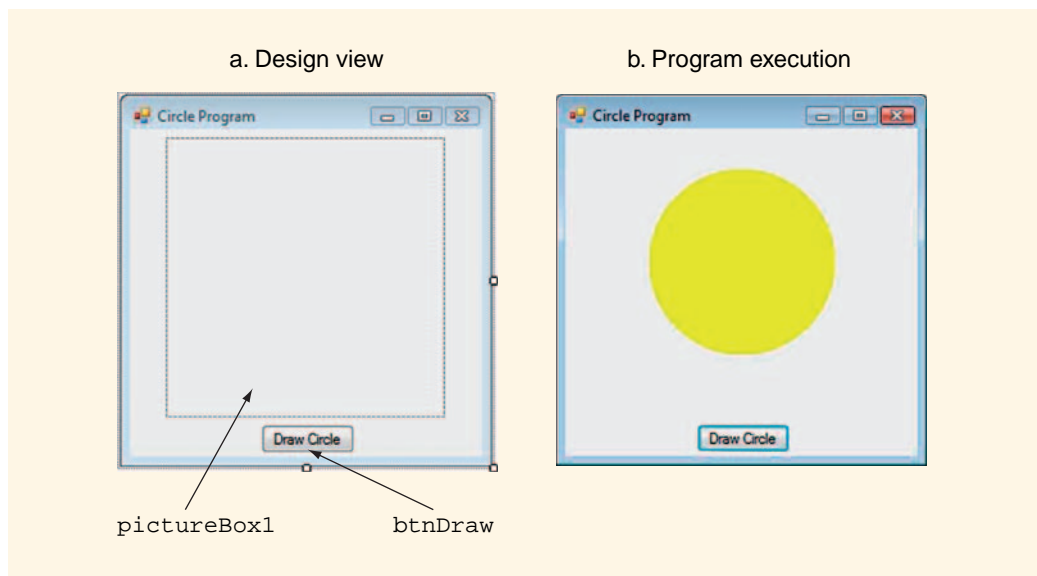 a. Design view
b. Program execution
Circle Program
Circle Program
Draw Circle
Draw Circle
pictureBox1
btnDraw